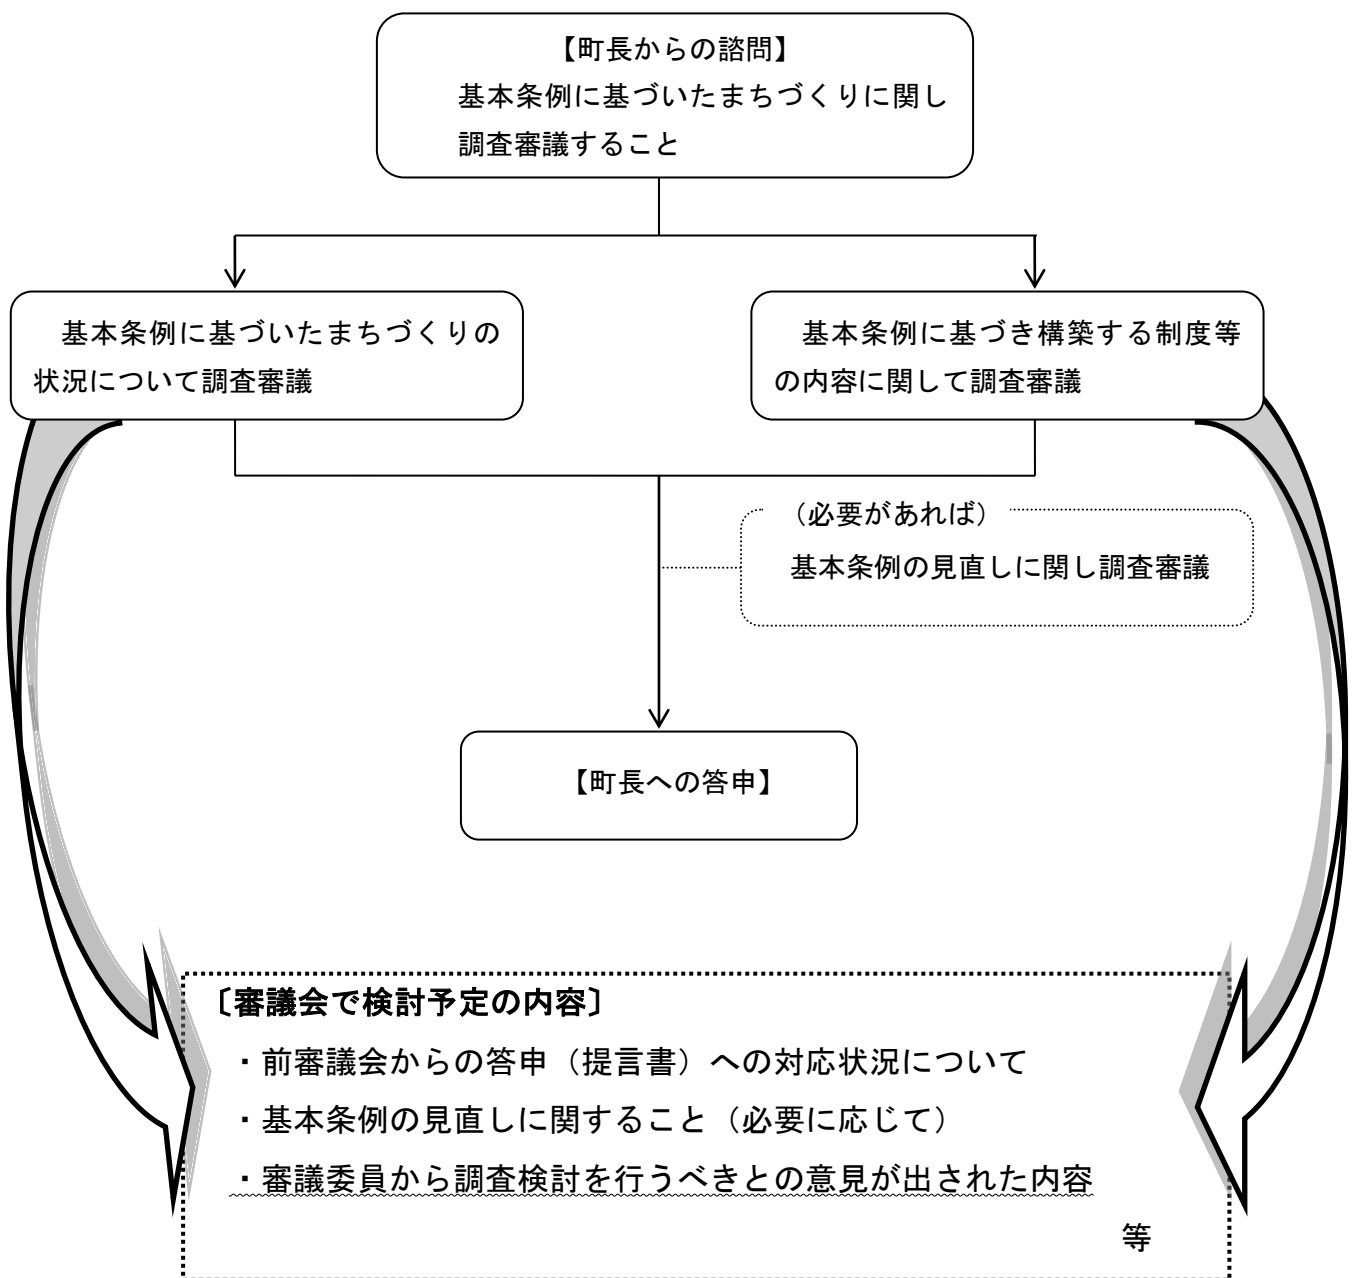 【町長からの諮問】
基本条例に基づいたまちづくりに関し
調査審議すること
基本条例に基づいたまちづくりの
状況について調査審議
基本条例に基づき構築する制度等
の内容に関して調査審議
（必要があれば）
基本条例の見直しに関し調査審議
【町長への答申】
〔審議会で検討予定の内容〕
・前審議会からの答申（提言書）への対応状況について
・基本条例の見直しに関すること（必要に応じて）
・審議委員から調査検討を行うべきとの意見が出された内容
等